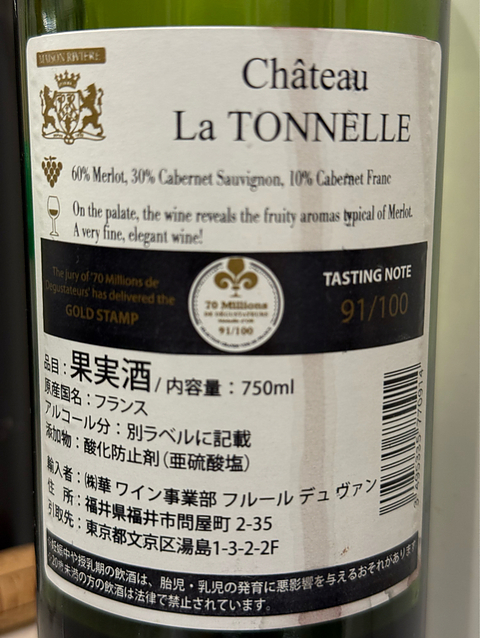 MAISON RIVIERE
Château
La TONNELLE
60% Merlot, 30% Cabernet Sauvignon, 10% Cabernet Franc
On the palate, the wine reveals the fruity aromas typical of Merlot.
A very fine, elegant wine!
The jury of '70 Millions de
Degustateurs' has delivered the
GOLD STAMP
70 Millions
DE DÉGUSTATEURS
91/100
TASTING NOTE
91/100
品目：果実酒/内容量：750ml
原産国名：フランス
アルコール分：別ラベルに記載
添加物：酸化防止剤（亜硫酸塩）
輸入者：㈱華 ワイン事業部 フルール デュ ヴァン
住　所：福井県福井市問屋町 2-35
引取先：東京都文京区湯島1-3-2-2F
妊娠中や授乳期の飲酒は、胎児・乳児の発育に悪影響を与えるおそれがあります
20歳未満の方の飲酒は法律で禁止されています。